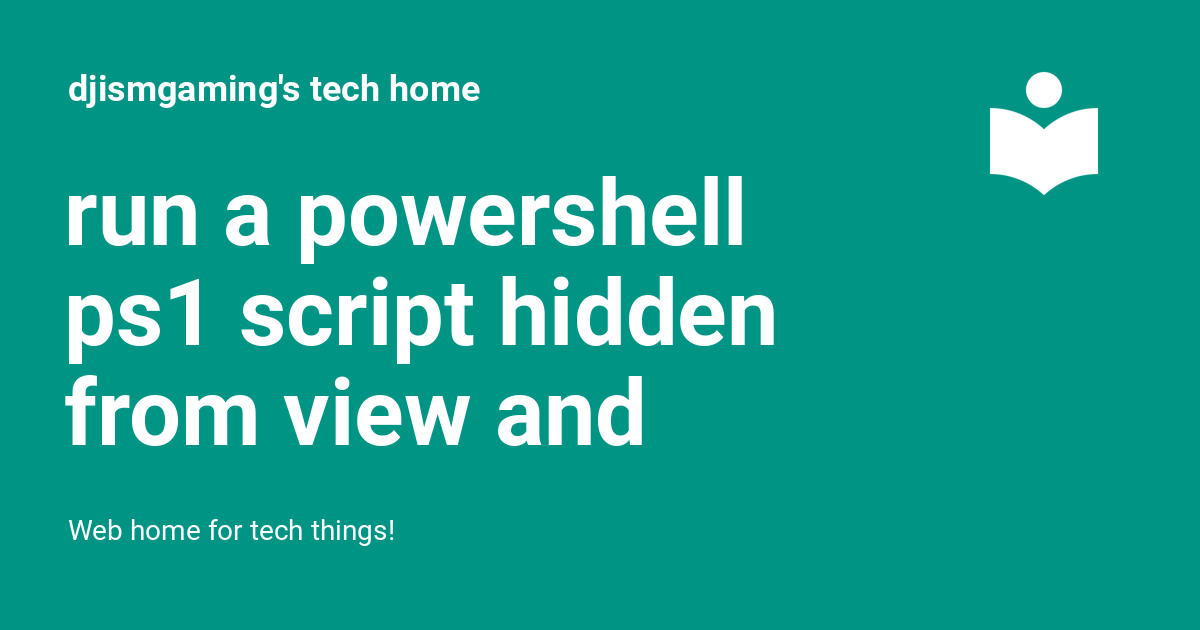 djismgaming's tech home
run a powershell
ps1 script hidden
from view and
Web home for tech things!